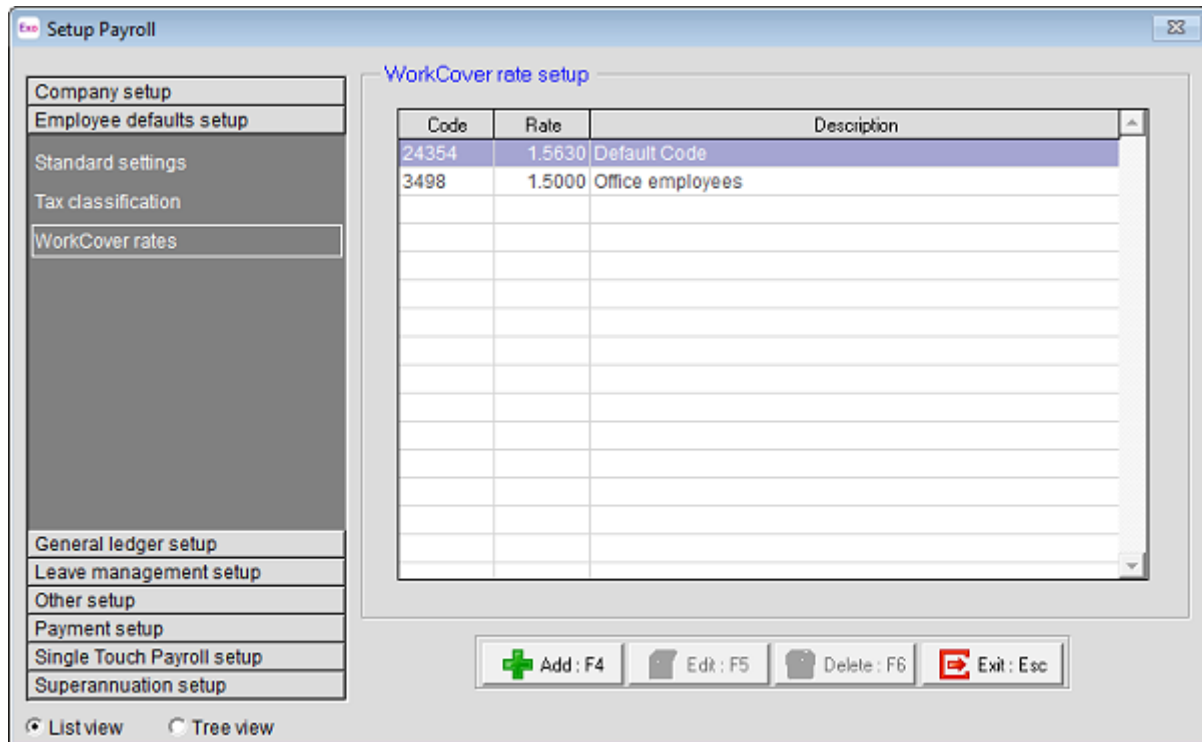 Exo Setup Payroll
Company setup
Employee defaults setup
Standard settings
Tax classification
WorkCover rates
General ledger setup
Leave management setup
Other setup
Payment setup
Single Touch Payroll setup
Superannuation setup
List view Tree view
WorkCover rate setup
Code Rate Description
24354 1.5630 Default Code
3498 1.5000 Office employees
Add : F4 Edit : F5 Delete : F6 Exit : Esc